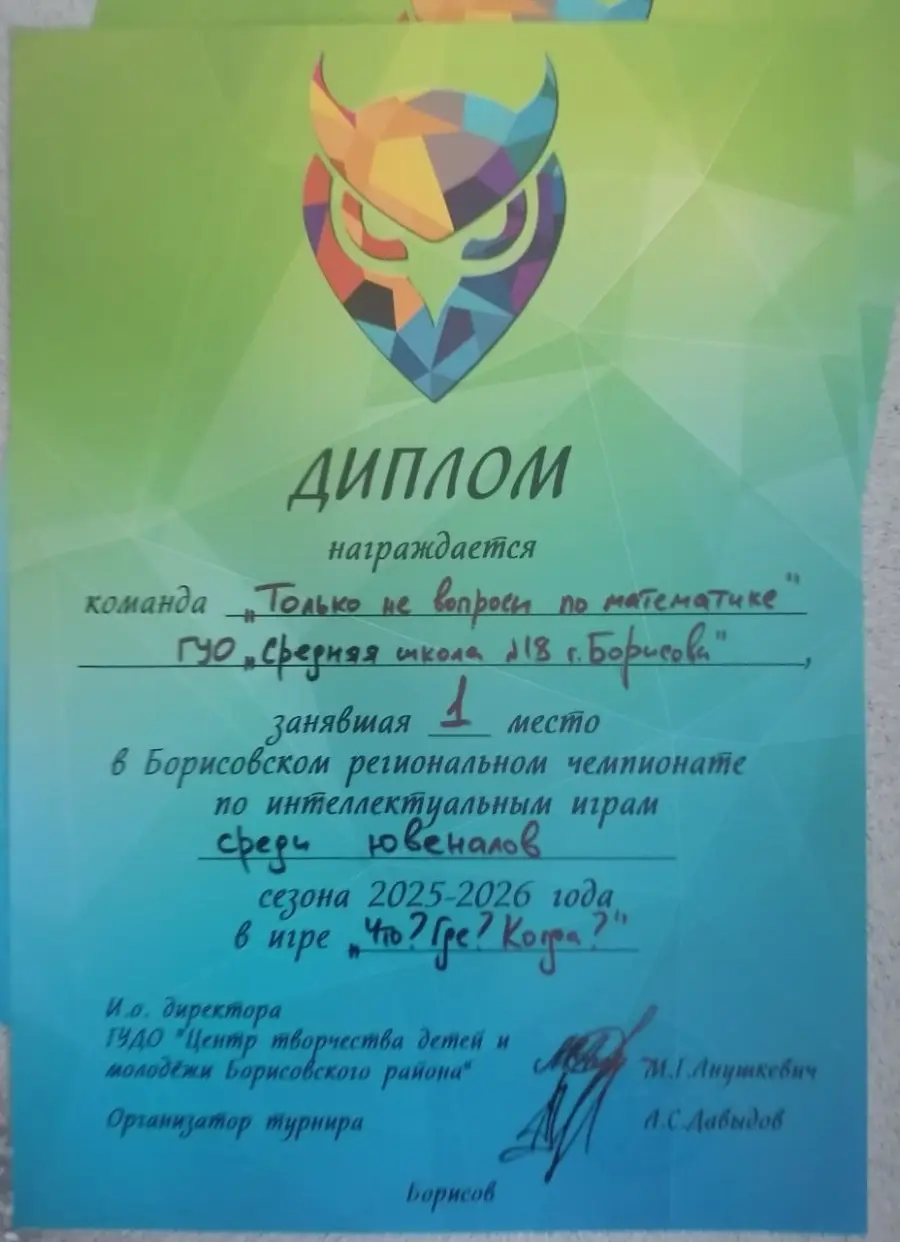 ДИПЛОМ
награждается
команда „Только не вопросы по математике"
ГУО „Средняя школа №18 г. Борисова",
занявшая 1 место
в Борисовском региональном чемпионате
по интеллектуальным играм
среди ювеналов
сезона 2025-2026 года
в игре „Что? Где? Когда?"
И.о. директора
ГУДО "Центр творчества детей и
молодёжи Борисовского района" М.Г.Анушкевич
Организатор турнира А.С.Давыдов
Борисов